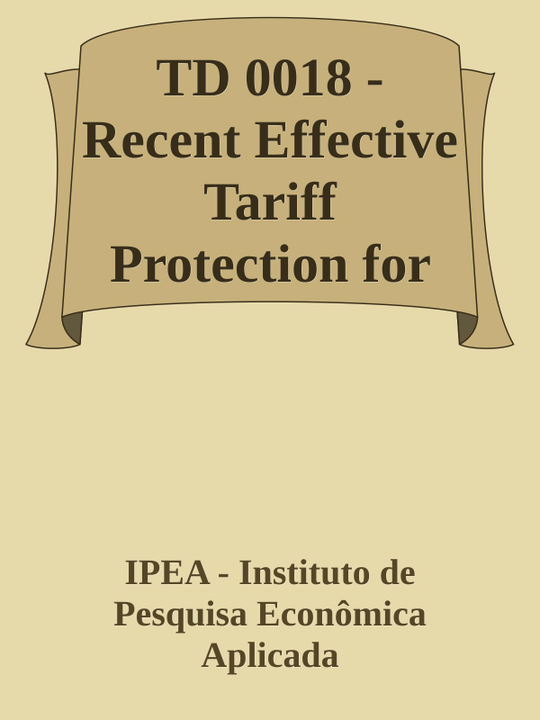 TD 0018 -
Recent Effective
Tariff
Protection for
IPEA - Instituto de
Pesquisa Econômica
Aplicada